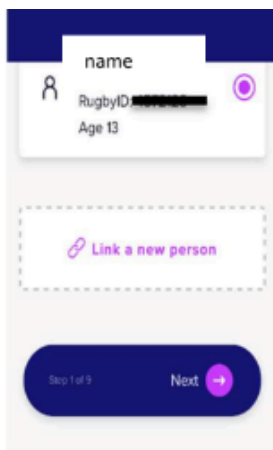 name
RugbyID:
Age 13
Link a new person
Step 1 of 9
Next